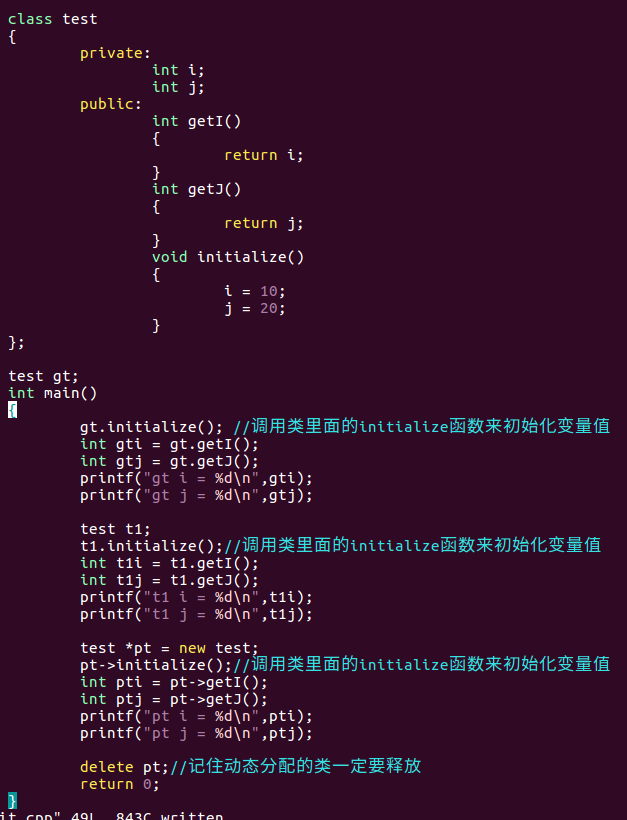 class test
{
        private:
                int i;
                int j;
        public:
                int getI()
                {
                        return i;
                }
                int getJ()
                {
                        return j;
                }
                void initialize()
                {
                        i = 10;
                        j = 20;
                }
};

test gt;
int main()
{
        gt.initialize(); //调用类里面的initialize函数来初始化变量值
        int gti = gt.getI();
        int gtj = gt.getJ();
        printf("gt i = %d\n",gti);
        printf("gt j = %d\n",gtj);

        test t1;
        t1.initialize();//调用类里面的initialize函数来初始化变量值
        int t1i = t1.getI();
        int t1j = t1.getJ();
        printf("t1 i = %d\n",t1i);
        printf("t1 j = %d\n",t1j);

        test *pt = new test;
        pt->initialize();//调用类里面的initialize函数来初始化变量值
        int pti = pt->getI();
        int ptj = pt->getJ();
        printf("pt i = %d\n",pti);
        printf("pt j = %d\n",ptj);

        delete pt;//记住动态分配的类一定要释放
        return 0;
}
it.cpp" 49L, 843C written